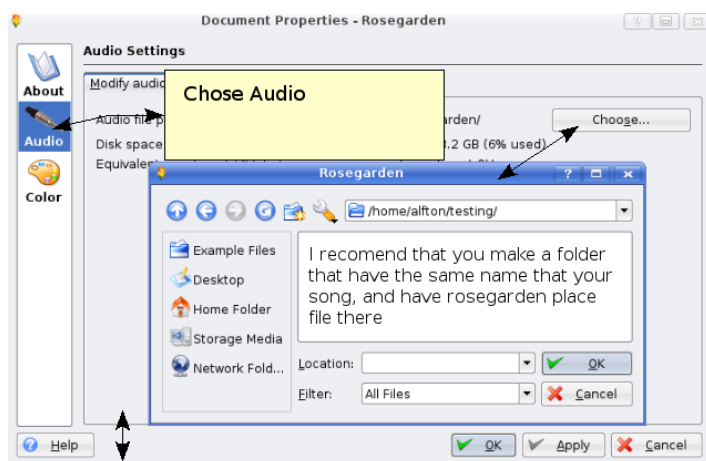 Document Properties - Rosegarden
Audio Settings
About
Modify audio
Chose Audio
Audio file p
arden/
Choose...
Audio
Disk space
.2 GB (6% used)
Equivalen
Rosegarden
Color
/home/alfton/testing/
Example Files
Desktop
Home Folder
Storage Media
Network Fold...
I recomend that you make a folder
that have the same name that your
song, and have rosegarden place
file there
Location:
OK
Filter:
All Files
Cancel
Help
OK
Apply
Cancel